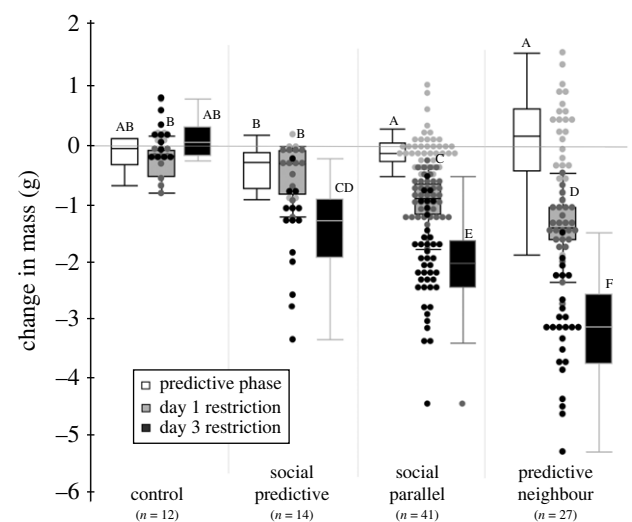 2
1
0
−1
−2
−3
−4
−5
−6
change in mass (g)
AB
B
AB
B
B
CD
A
C
E
A
D
F
predictive phase
day 1 restriction
day 3 restriction
control
(n = 12)
social
predictive
(n = 14)
social
parallel
(n = 41)
predictive
neighbour
(n = 27)